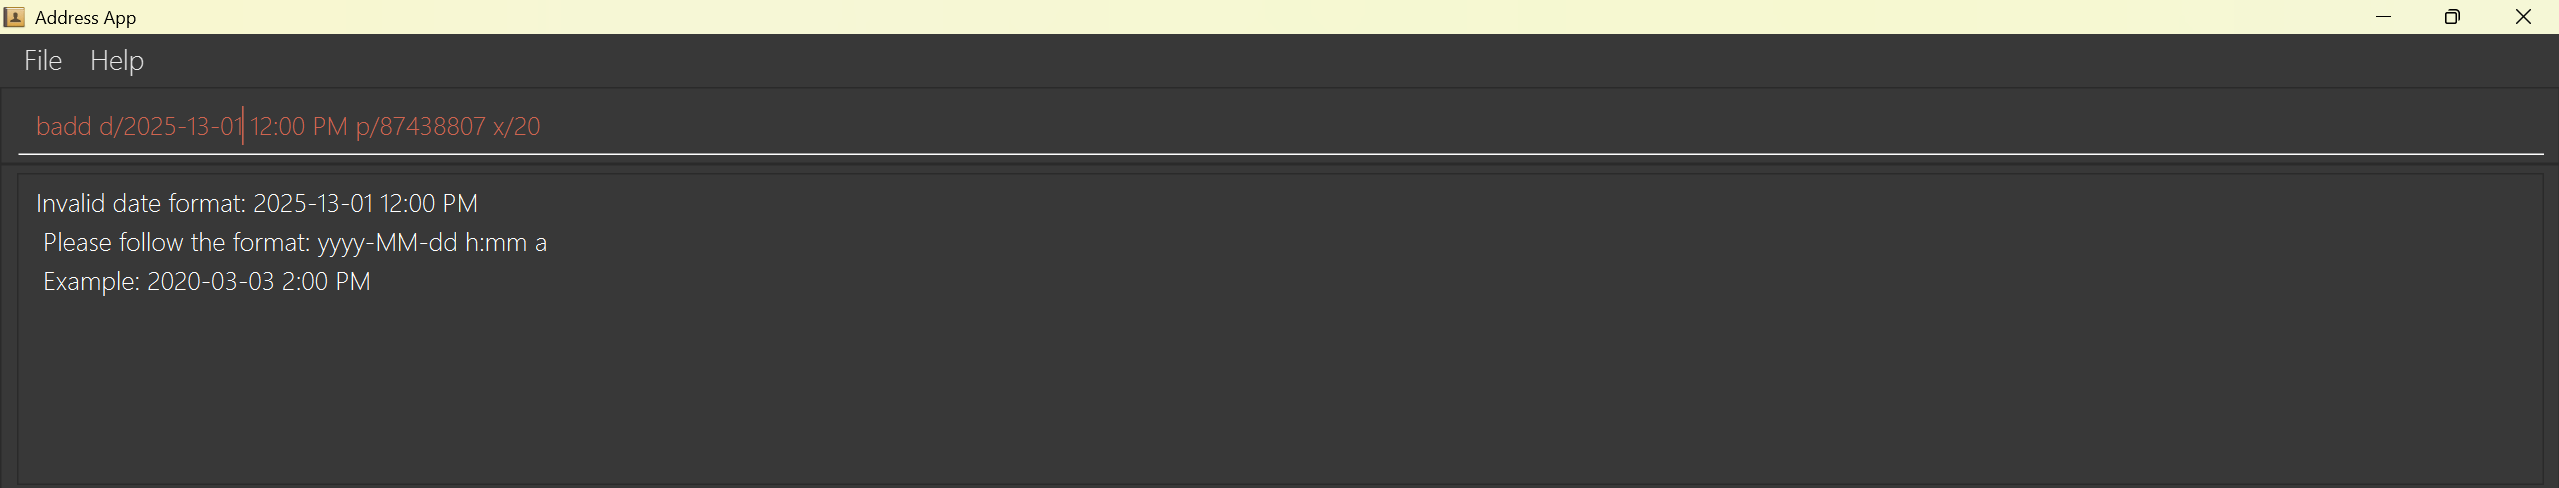 Address App
File Help
badd d/2025-13-01 12:00 PM p/87438807 x/20
Invalid date format: 2025-13-01 12:00 PM
Please follow the format: yyyy-MM-dd h:mm a
Example: 2020-03-03 2:00 PM